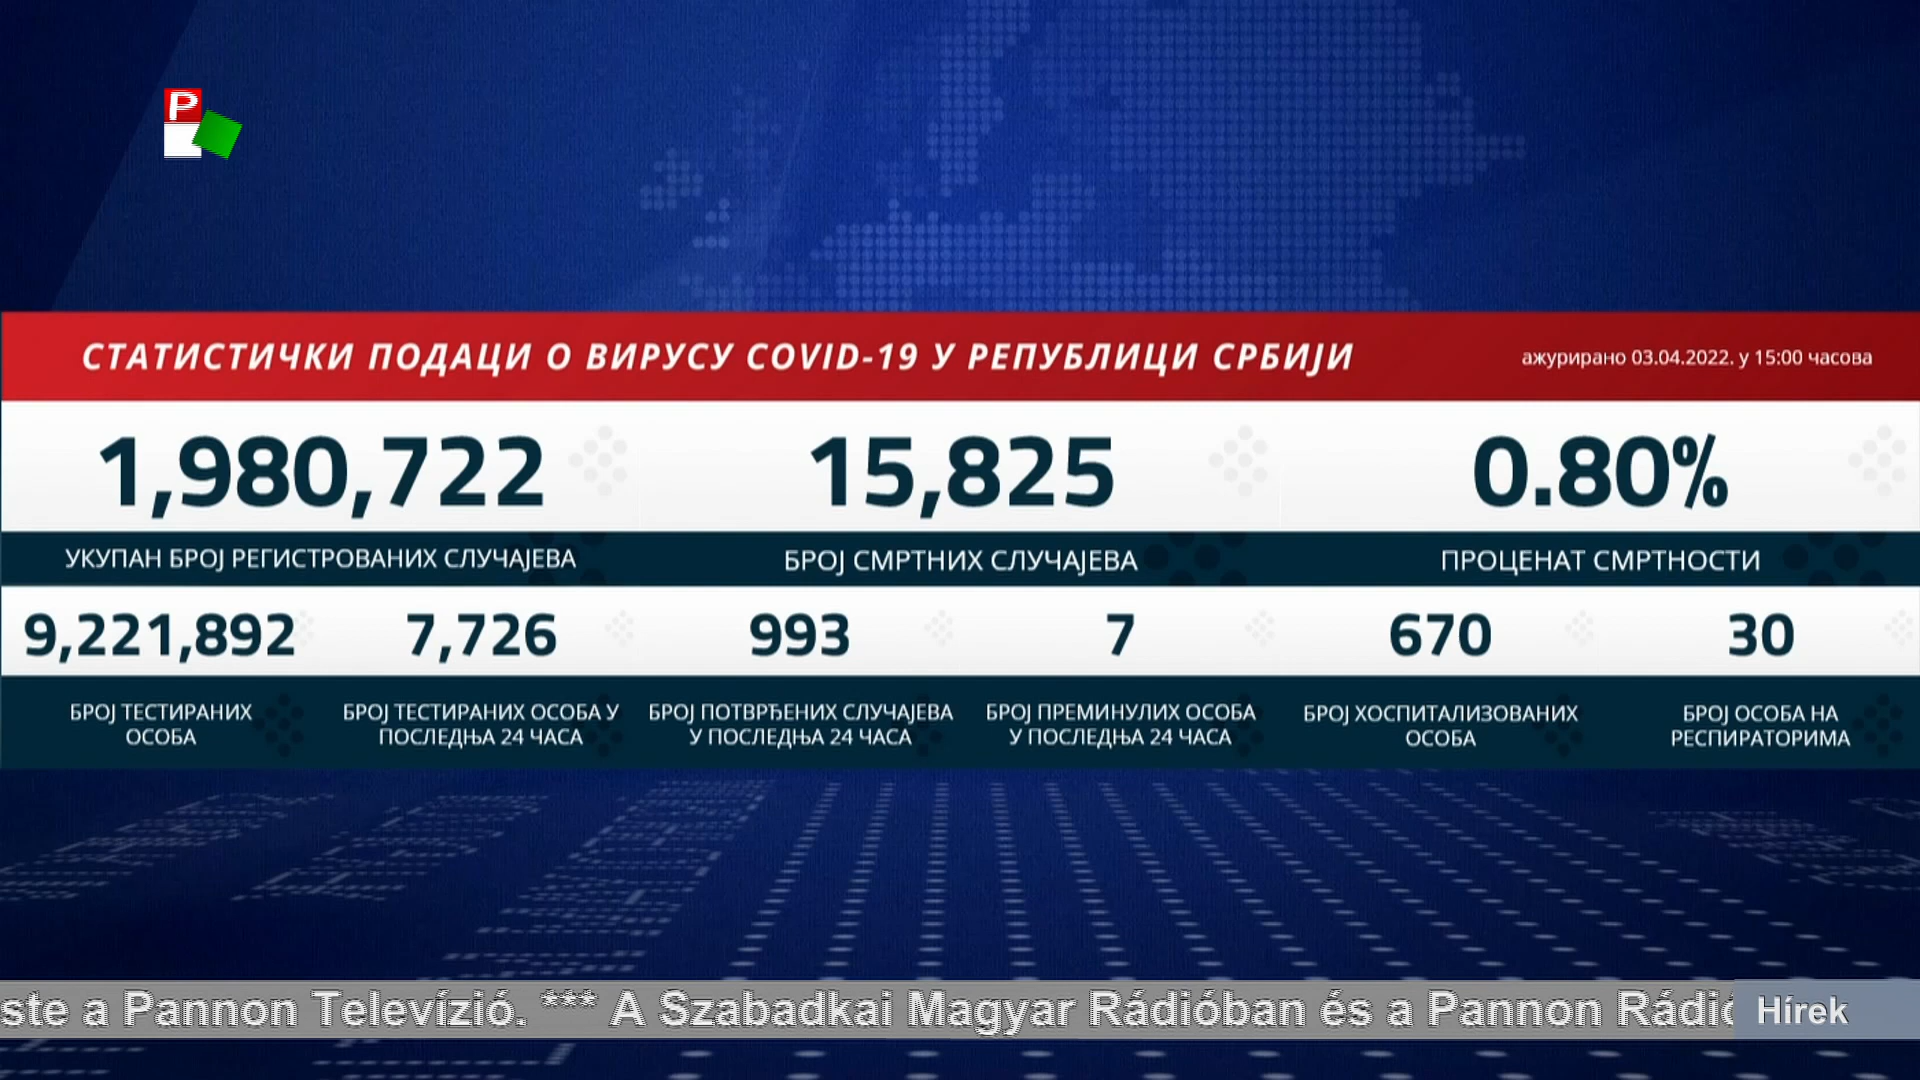 P
СТАТИСТИЧКИ ПОДАЦИ О ВИРУСУ COVID-19 У РЕПУБЛИЦИ СРБИЈИ
ажурирано 03.04.2022. у 15:00 часова
1,980,722
15,825
0.80%
УКУПАН БРОЈ РЕГИСТРОВАНИХ СЛУЧАЈЕВА
БРОЈ СМРТНИХ СЛУЧАЈЕВА
ПРОЦЕНАТ СМРТНОСТИ
9,221,892
7,726
993
7
670
30
БРОЈ ТЕСТИРАНИХ
ОСОБА
БРОЈ ТЕСТИРАНИХ ОСОБА У
ПОСЛЕДЊА 24 ЧАСА
БРОЈ ПОТВРЂЕНИХ СЛУЧАЈЕВА
У ПОСЛЕДЊА 24 ЧАСА
БРОЈ ПРЕМИНУЛИХ ОСОБА
У ПОСЛЕДЊА 24 ЧАСА
БРОЈ ХОСПИТАЛИЗОВАНИХ
ОСОБА
БРОЈ ОСОБА НА
РЕСПИРАТОРИМА
ste a Pannon Televízió. *** A Szabadkai Magyar Rádióban és a Pannon Rádió
Hírek